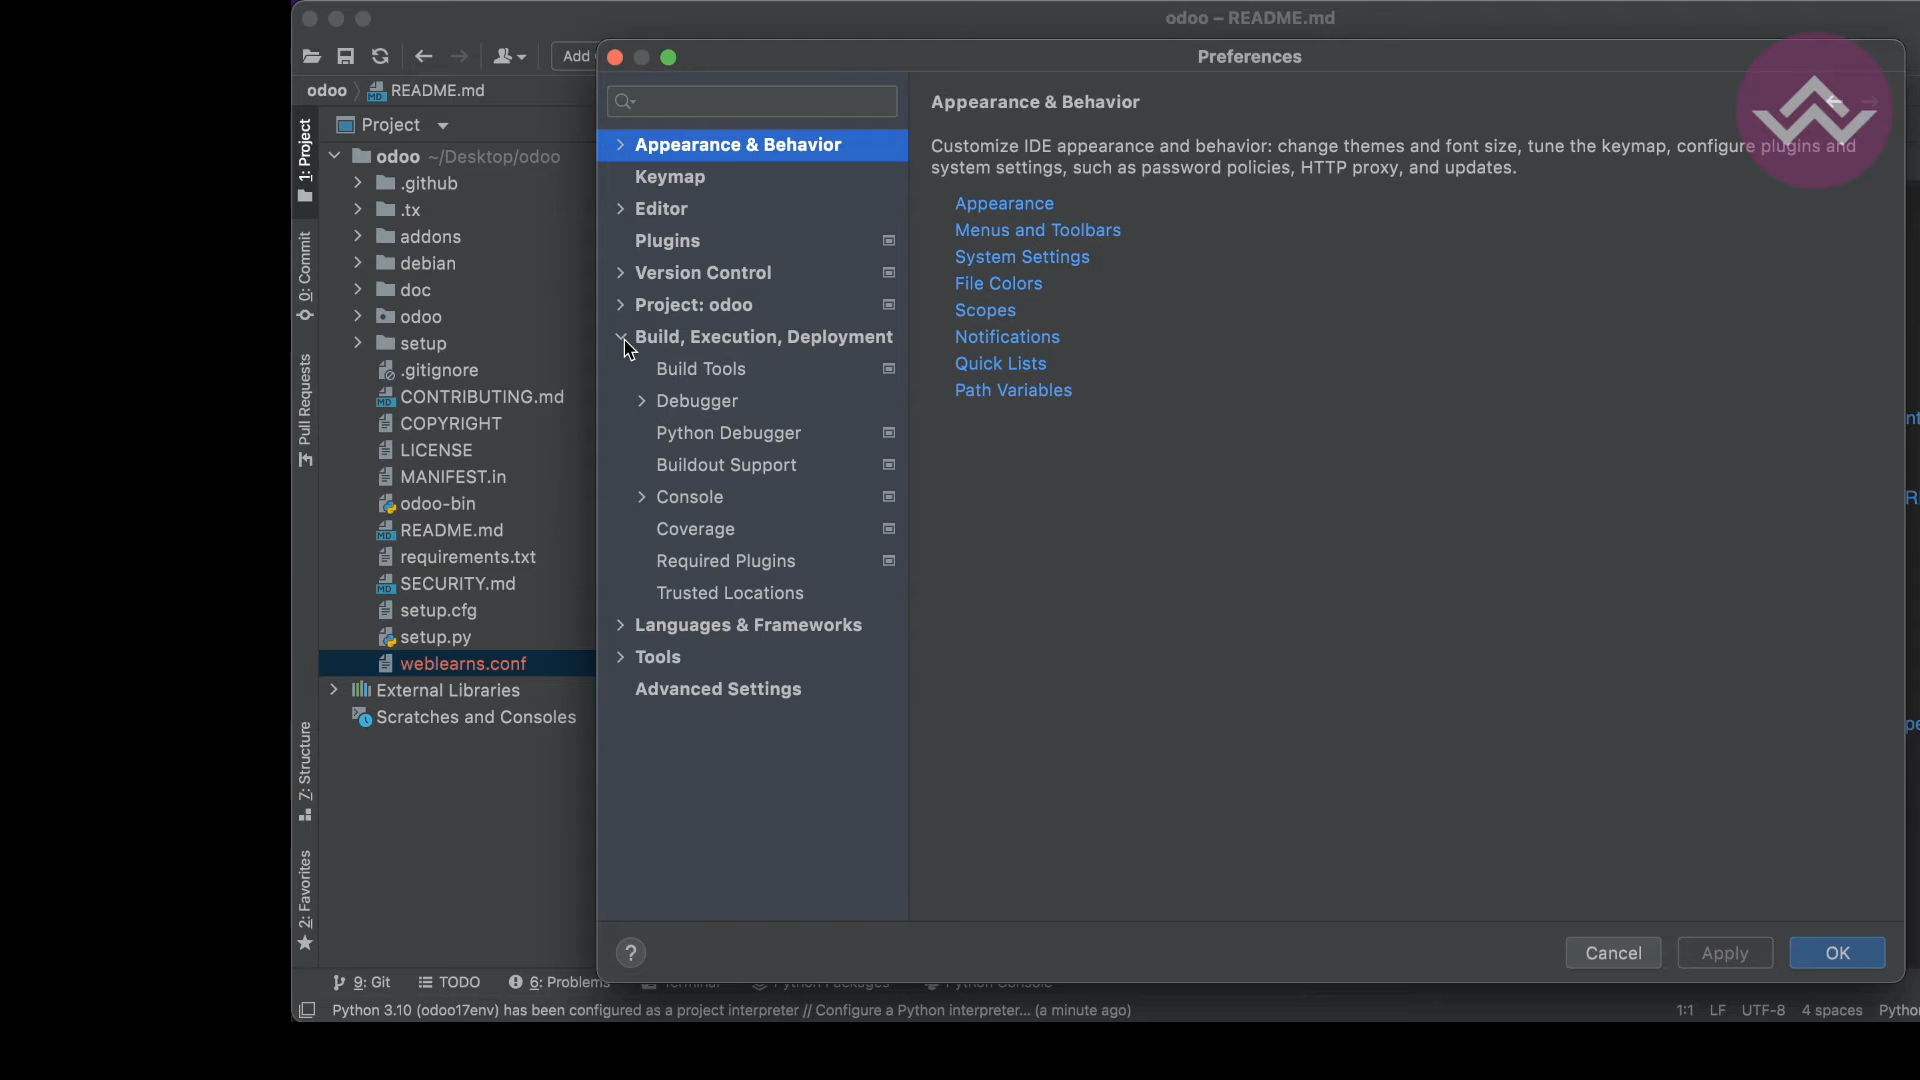 odoo – README.md
Add
Preferences
odoo
README.md
1: Project
0: Commit
Pull Requests
7: Structure
2: Favorites
Project
odoo ~/Desktop/odoo
.github
.tx
addons
debian
doc
odoo
setup
.gitignore
CONTRIBUTING.md
COPYRIGHT
LICENSE
MANIFEST.in
odoo-bin
README.md
requirements.txt
SECURITY.md
setup.cfg
setup.py
weblearns.conf
External Libraries
Scratches and Consoles
Appearance & Behavior
Keymap
Editor
Plugins
Version Control
Project: odoo
Build, Execution, Deployment
Build Tools
Debugger
Python Debugger
Buildout Support
Console
Coverage
Required Plugins
Trusted Locations
Languages & Frameworks
Tools
Advanced Settings
Appearance & Behavior
Customize IDE appearance and behavior: change themes and font size, tune the keymap, configure plugins and
system settings, such as password policies, HTTP proxy, and updates.
Appearance
Menus and Toolbars
System Settings
File Colors
Scopes
Notifications
Quick Lists
Path Variables
?
Cancel
Apply
OK
9: Git
TODO
6: Problems
Terminal
Python Packages
Python Console
Python 3.10 (odoo17env) has been configured as a project interpreter // Configure a Python interpreter... (a minute ago)
1:1
LF
UTF-8
4 spaces
Pytho